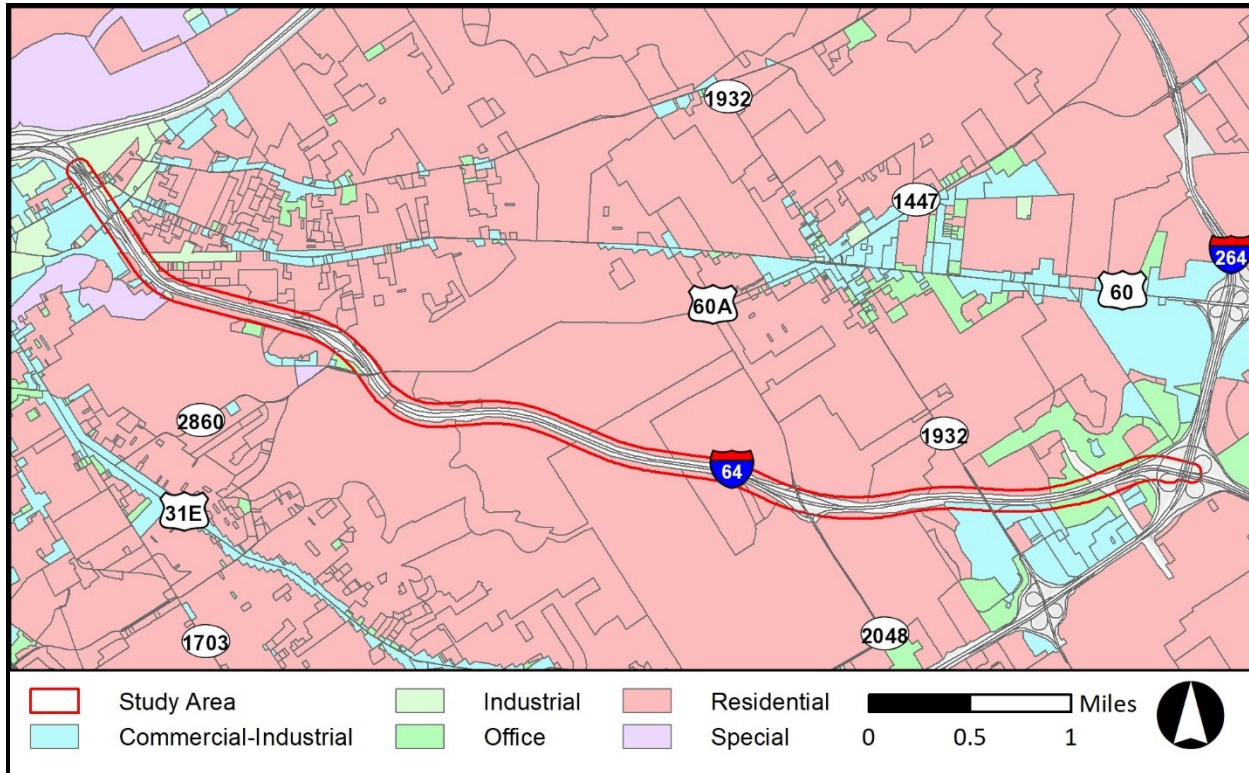 1932
1447
264
60A
60
2860
1932
64
31E
1703
2048
Study Area
Industrial
Residential
Miles
Commercial-Industrial
Office
Special
0 0.5 1